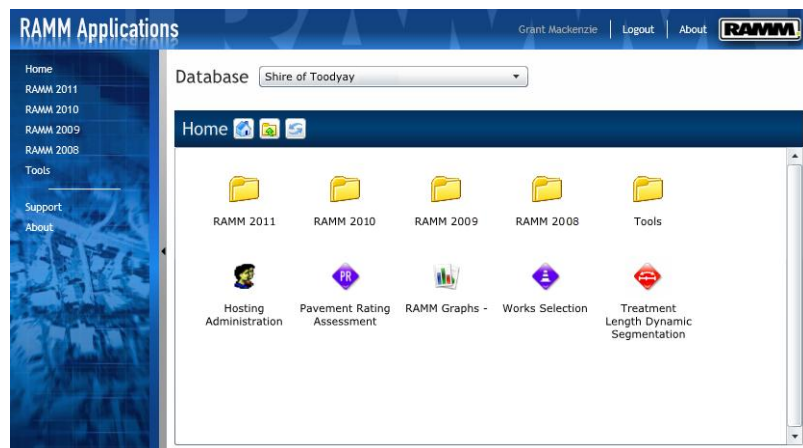 RAMM Applications
Grant Mackenzie
Logout
About
RAMM
Home
RAMM 2011
RAMM 2010
RAMM 2009
RAMM 2008
Tools
Support
About
Database
Shire of Toodyay
Home
RAMM 2011
RAMM 2010
RAMM 2009
RAMM 2008
Tools
PR
Hosting
Administration
Pavement Rating
Assessment
RAMM Graphs -
Works Selection
Treatment
Length Dynamic
Segmentation